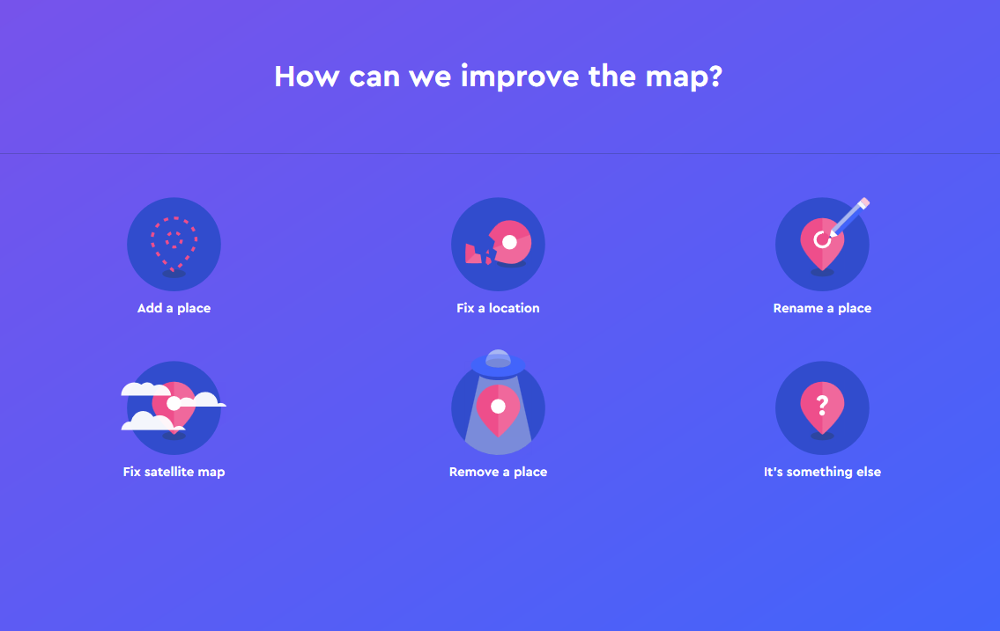 How can we improve the map?
Add a place
Fix a location
Rename a place
Fix satellite map
Remove a place
?
It's something else